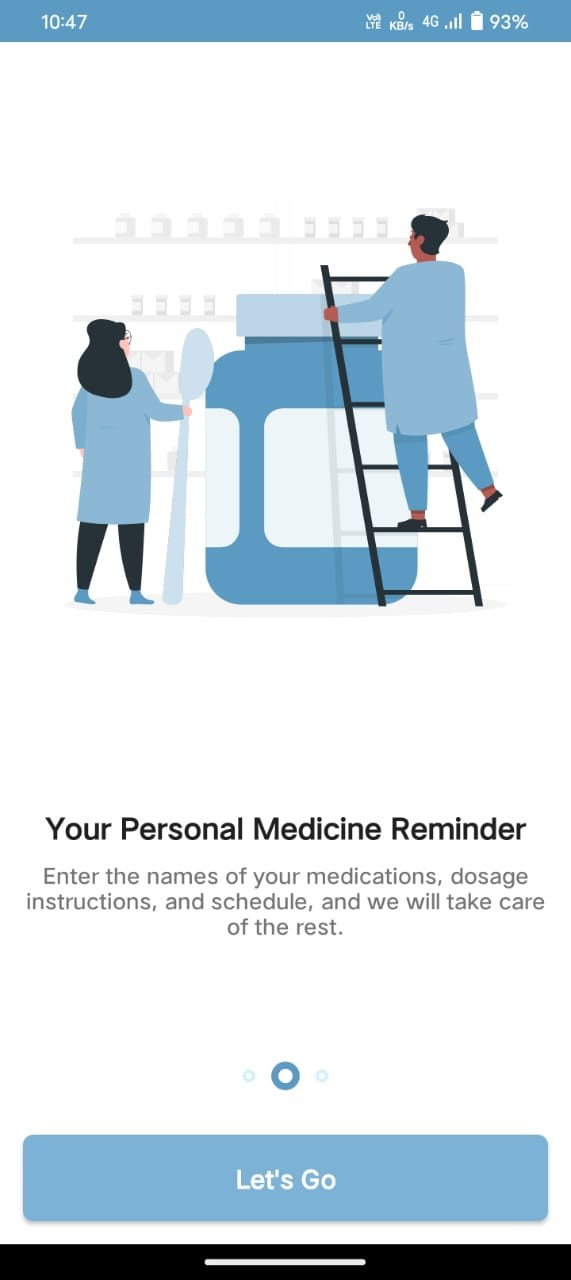 10:47
Vo) LTE 0 KB/s 4G 93%
Your Personal Medicine Reminder
Enter the names of your medications, dosage
instructions, and schedule, and we will take care
of the rest.
Let's Go